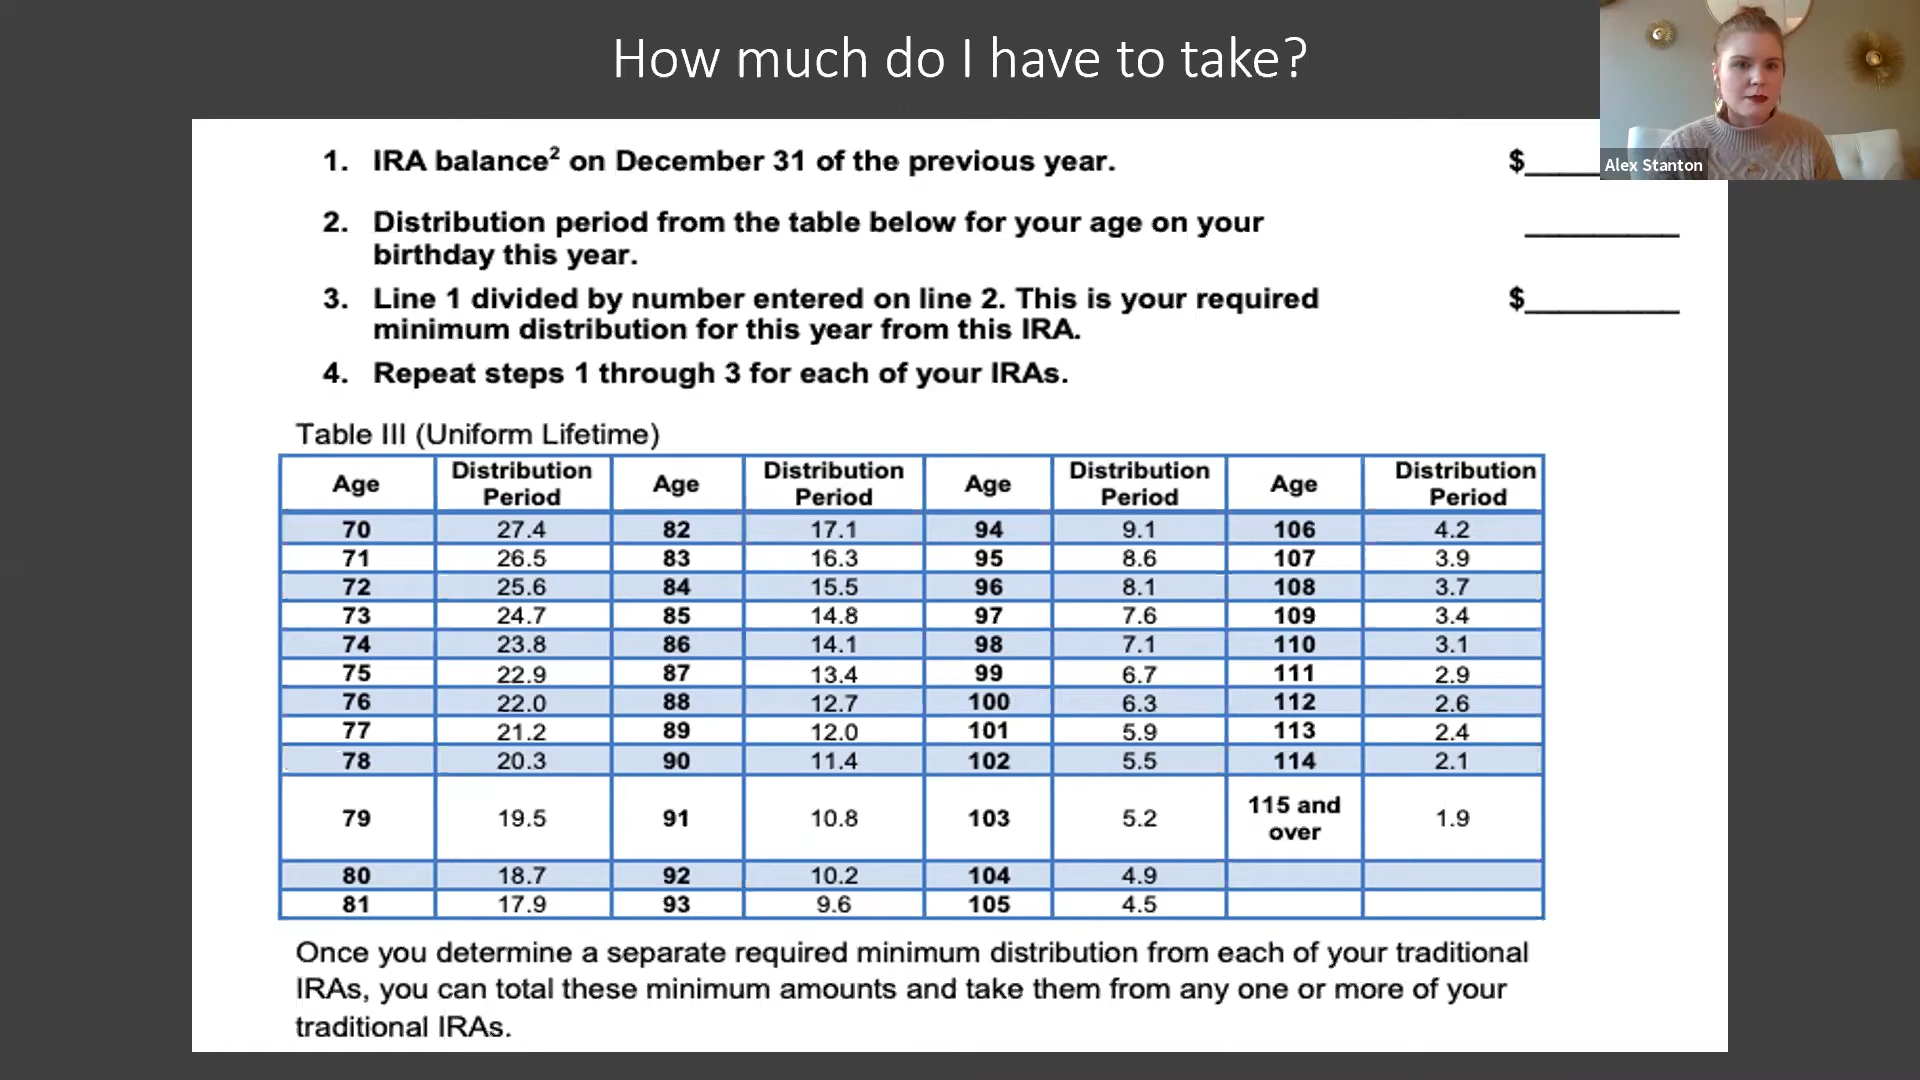 How much do I have to take?
Alex Stanton
1. IRA balance² on December 31 of the previous year. $_____
2. Distribution period from the table below for your age on your __________
birthday this year.
3. Line 1 divided by number entered on line 2. This is your required $__________
minimum distribution for this year from this IRA.
4. Repeat steps 1 through 3 for each of your IRAs.
Table III (Uniform Lifetime)
Age Distribution Period Age Distribution Period Age Distribution Period Age Distribution Period
70 27.4 82 17.1 94 9.1 106 4.2
71 26.5 83 16.3 95 8.6 107 3.9
72 25.6 84 15.5 96 8.1 108 3.7
73 24.7 85 14.8 97 7.6 109 3.4
74 23.8 86 14.1 98 7.1 110 3.1
75 22.9 87 13.4 99 6.7 111 2.9
76 22.0 88 12.7 100 6.3 112 2.6
77 21.2 89 12.0 101 5.9 113 2.4
78 20.3 90 11.4 102 5.5 114 2.1
79 19.5 91 10.8 103 5.2 115 and over 1.9
80 18.7 92 10.2 104 4.9
81 17.9 93 9.6 105 4.5
Once you determine a separate required minimum distribution from each of your traditional
IRAs, you can total these minimum amounts and take them from any one or more of your
traditional IRAs.